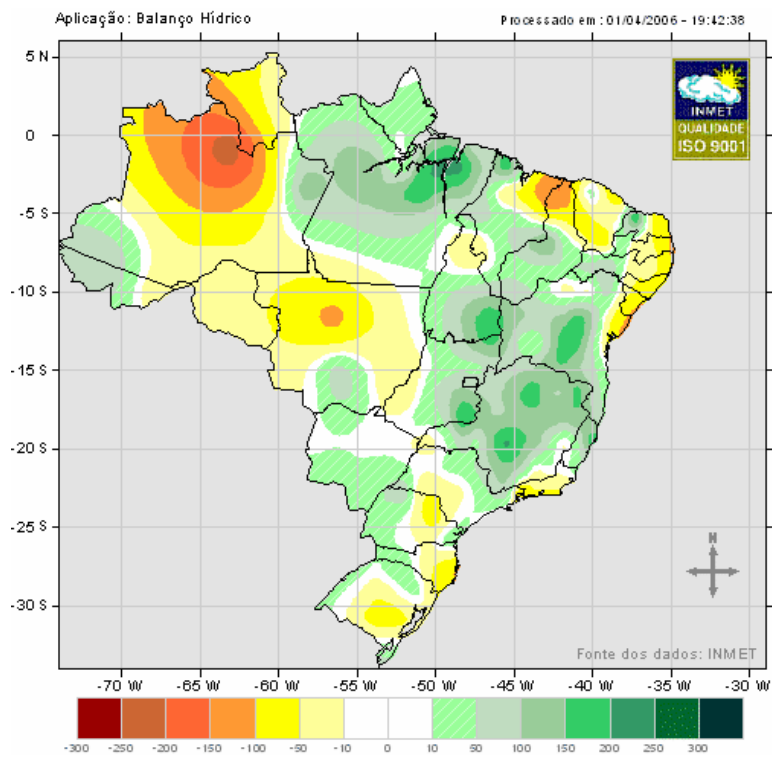 Aplicação: Balanço Hídrico
Processado em: 01/04/2006 - 19:42:38
5 N
0
-5 S
-10 S
-15 S
-20 S
-25 S
-30 S
INMET
QUALIDADE
ISO 9001
N
Fonte dos dados: INMET
-70 W -65 W -60 W -55 W -50 W -45 W -40 W -35 W -30 W
-300 -250 -200 -150 -100 -50 -10 0 10 50 100 150 200 250 300